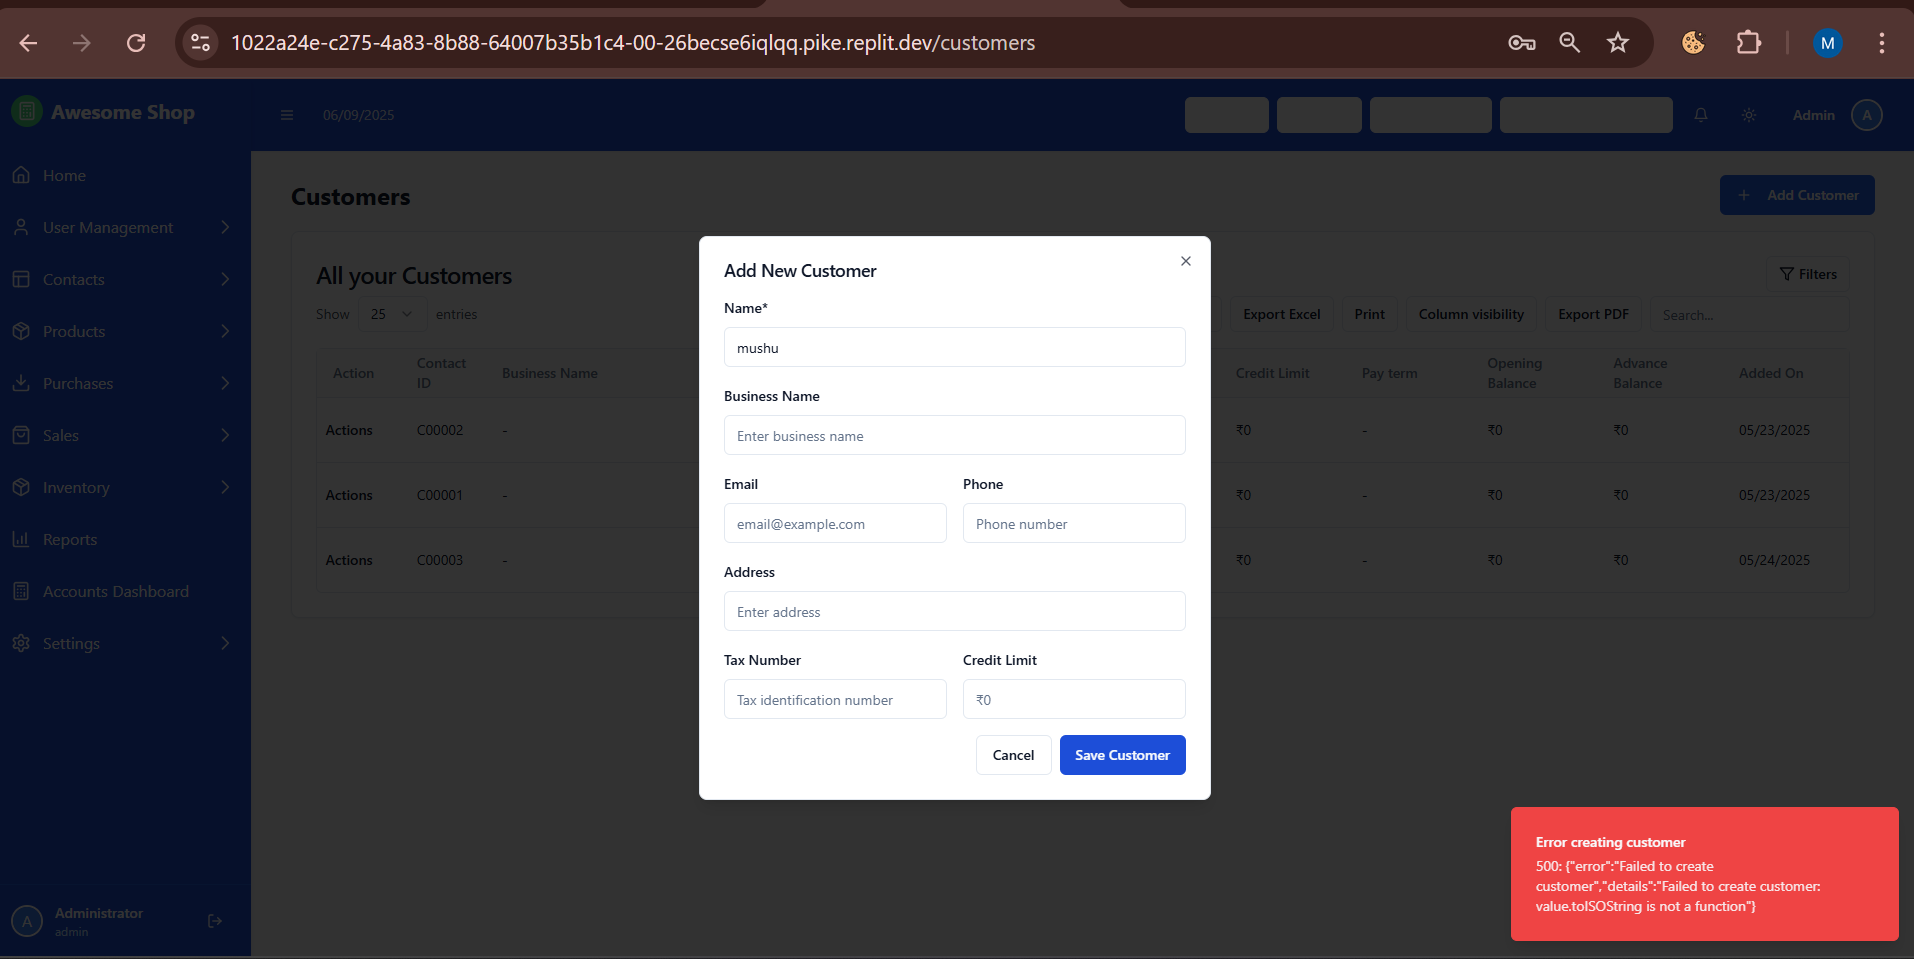 1022a24e-c275-4a83-8b88-64007b35b1c4-00-26becse6iqlqq.pike.replit.dev/customers
M
Awesome Shop
06/09/2025
Admin
A
Home
User Management
Contacts
Products
Purchases
Sales
Inventory
Reports
Accounts Dashboard
Settings
Administrator
admin
A
Customers
Add Customer
All your Customers
Filters
Show 25 entries
Export Excel
Print
Column visibility
Export PDF
Search...
Action
Contact
ID
Business Name
Credit Limit
Pay term
Opening
Balance
Advance
Balance
Added On
Actions C00002 - ₹0 - ₹0 ₹0 05/23/2025
Actions C00001 - ₹0 - ₹0 ₹0 05/23/2025
Actions C00003 - ₹0 - ₹0 ₹0 05/24/2025
Add New Customer
Name*
mushu
Business Name
Enter business name
Email Phone
email@example.com Phone number
Address
Enter address
Tax Number Credit Limit
Tax identification number ₹0
Cancel Save Customer
Error creating customer
500: {"error":"Failed to create
customer","details":"Failed to create customer:
value.toISOString is not a function"}